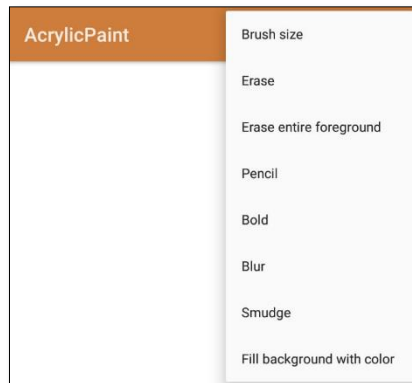 AcrylicPaint
Brush size
Erase
Erase entire foreground
Pencil
Bold
Blur
Smudge
Fill background with color